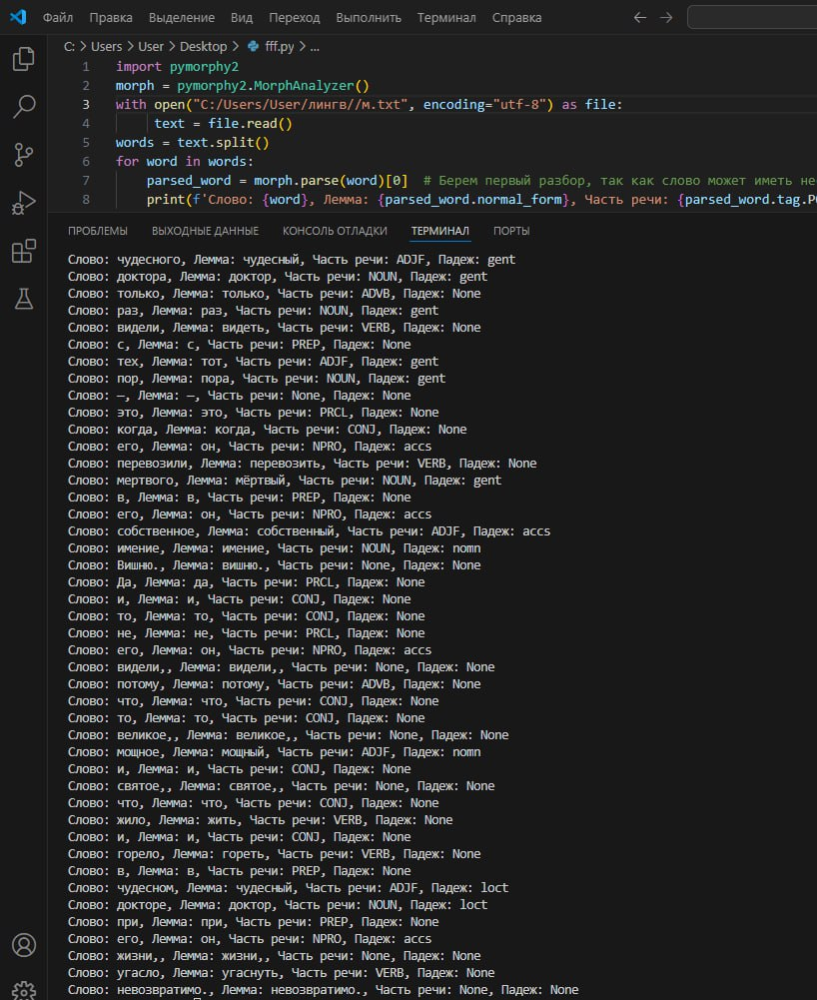 Файл Правка Выделение Вид Переход Выполнить Терминал Справка
C: > Users > User > Desktop > fff.py > ...
1 import pymorphy2
2 morph = pymorphy2.MorphAnalyzer()
3 with open("C:/Users/User/лингв//м.txt", encoding="utf-8") as file:
4 text = file.read()
5 words = text.split()
6 for word in words:
7 parsed_word = morph.parse(word)[0] # Берем первый разбор, так как слово может иметь не
8 print(f'Слово: {word}, Лемма: {parsed_word.normal_form}, Часть речи: {parsed_word.tag.PO
ПРОБЛЕМЫ ВЫХОДНЫЕ ДАННЫЕ КОНСОЛЬ ОТЛАДКИ ТЕРМИНАЛ ПОРТЫ
Слово: чудесного, Лемма: чудесный, Часть речи: ADJF, Падеж: gent
Слово: доктора, Лемма: доктор, Часть речи: NOUN, Падеж: gent
Слово: только, Лемма: только, Часть речи: ADVB, Падеж: None
Слово: раз, Лемма: раз, Часть речи: NOUN, Падеж: gent
Слово: видели, Лемма: видеть, Часть речи: VERB, Падеж: None
Слово: с, Лемма: с, Часть речи: PREP, Падеж: None
Слово: тех, Лемма: тот, Часть речи: ADJF, Падеж: gent
Слово: пор, Лемма: пора, Часть речи: NOUN, Падеж: gent
Слово: —, Лемма: —, Часть речи: None, Падеж: None
Слово: это, Лемма: это, Часть речи: PRCL, Падеж: None
Слово: когда, Лемма: когда, Часть речи: CONJ, Падеж: None
Слово: его, Лемма: он, Часть речи: NPRO, Падеж: accs
Слово: перевозили, Лемма: перевозить, Часть речи: VERB, Падеж: None
Слово: мертвого, Лемма: мёртвый, Часть речи: NOUN, Падеж: gent
Слово: в, Лемма: в, Часть речи: PREP, Падеж: None
Слово: его, Лемма: он, Часть речи: NPRO, Падеж: accs
Слово: собственное, Лемма: собственный, Часть речи: ADJF, Падеж: accs
Слово: имение, Лемма: имение, Часть речи: NOUN, Падеж: nomn
Слово: Вишню., Лемма: вишню., Часть речи: None, Падеж: None
Слово: Да, Лемма: да, Часть речи: PRCL, Падеж: None
Слово: и, Лемма: и, Часть речи: CONJ, Падеж: None
Слово: то, Лемма: то, Часть речи: CONJ, Падеж: None
Слово: не, Лемма: не, Часть речи: PRCL, Падеж: None
Слово: его, Лемма: он, Часть речи: NPRO, Падеж: accs
Слово: видели,, Лемма: видели,, Часть речи: None, Падеж: None
Слово: потому, Лемма: потому, Часть речи: ADVB, Падеж: None
Слово: что, Лемма: что, Часть речи: CONJ, Падеж: None
Слово: то, Лемма: то, Часть речи: CONJ, Падеж: None
Слово: великое,, Лемма: великое,, Часть речи: None, Падеж: None
Слово: мощное, Лемма: мощный, Часть речи: ADJF, Падеж: nomn
Слово: и, Лемма: и, Часть речи: CONJ, Падеж: None
Слово: святое,, Лемма: святое,, Часть речи: None, Падеж: None
Слово: что, Лемма: что, Часть речи: CONJ, Падеж: None
Слово: жило, Лемма: жить, Часть речи: VERB, Падеж: None
Слово: и, Лемма: и, Часть речи: CONJ, Падеж: None
Слово: горело, Лемма: гореть, Часть речи: VERB, Падеж: None
Слово: в, Лемма: в, Часть речи: PREP, Падеж: None
Слово: чудесном, Лемма: чудесный, Часть речи: ADJF, Падеж: loct
Слово: докторе, Лемма: доктор, Часть речи: NOUN, Падеж: loct
Слово: при, Лемма: при, Часть речи: PREP, Падеж: None
Слово: его, Лемма: он, Часть речи: NPRO, Падеж: accs
Слово: жизни,, Лемма: жизни,, Часть речи: None, Падеж: None
Слово: угасло, Лемма: угаснуть, Часть речи: VERB, Падеж: None
Слово: невозвратимо., Лемма: невозвратимо., Часть речи: None, Падеж: None